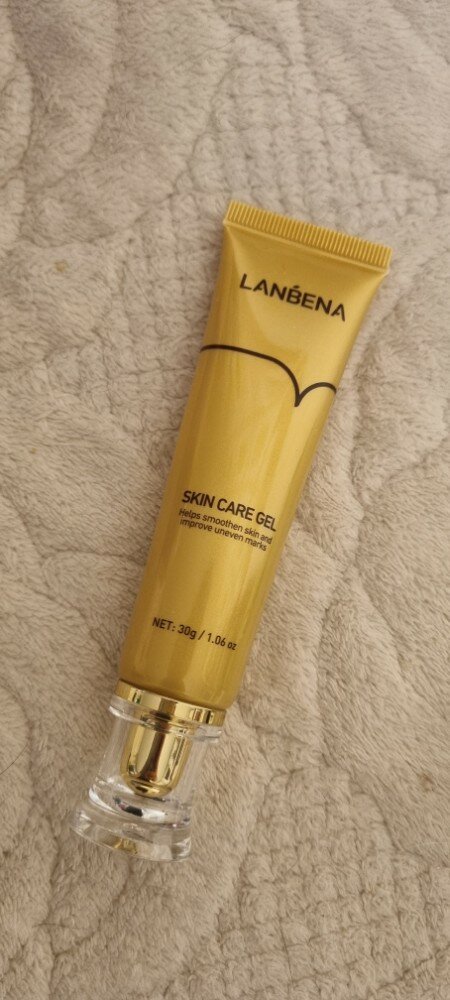 LANBENA
SKIN CARE GEL
Helps smoothen skin and
improve uneven marks
NET: 30g / 1.06 oz